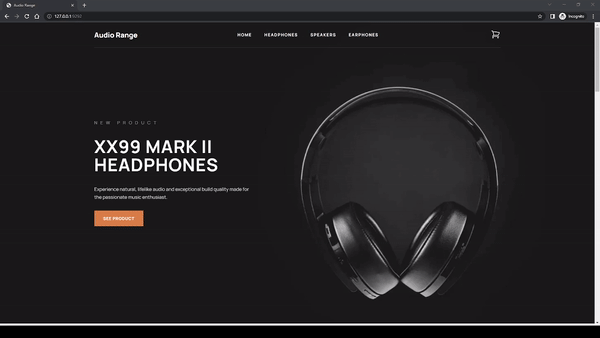 Audio Range
127.0.0.1
Incognito
Audio Range
HOME HEADPHONES SPEAKERS EARPHONES
NEW PRODUCT
XX99 MARK II
HEADPHONES
Experience natural, lifelike audio and exceptional build quality made for
the passionate music enthusiast.
SEE PRODUCT